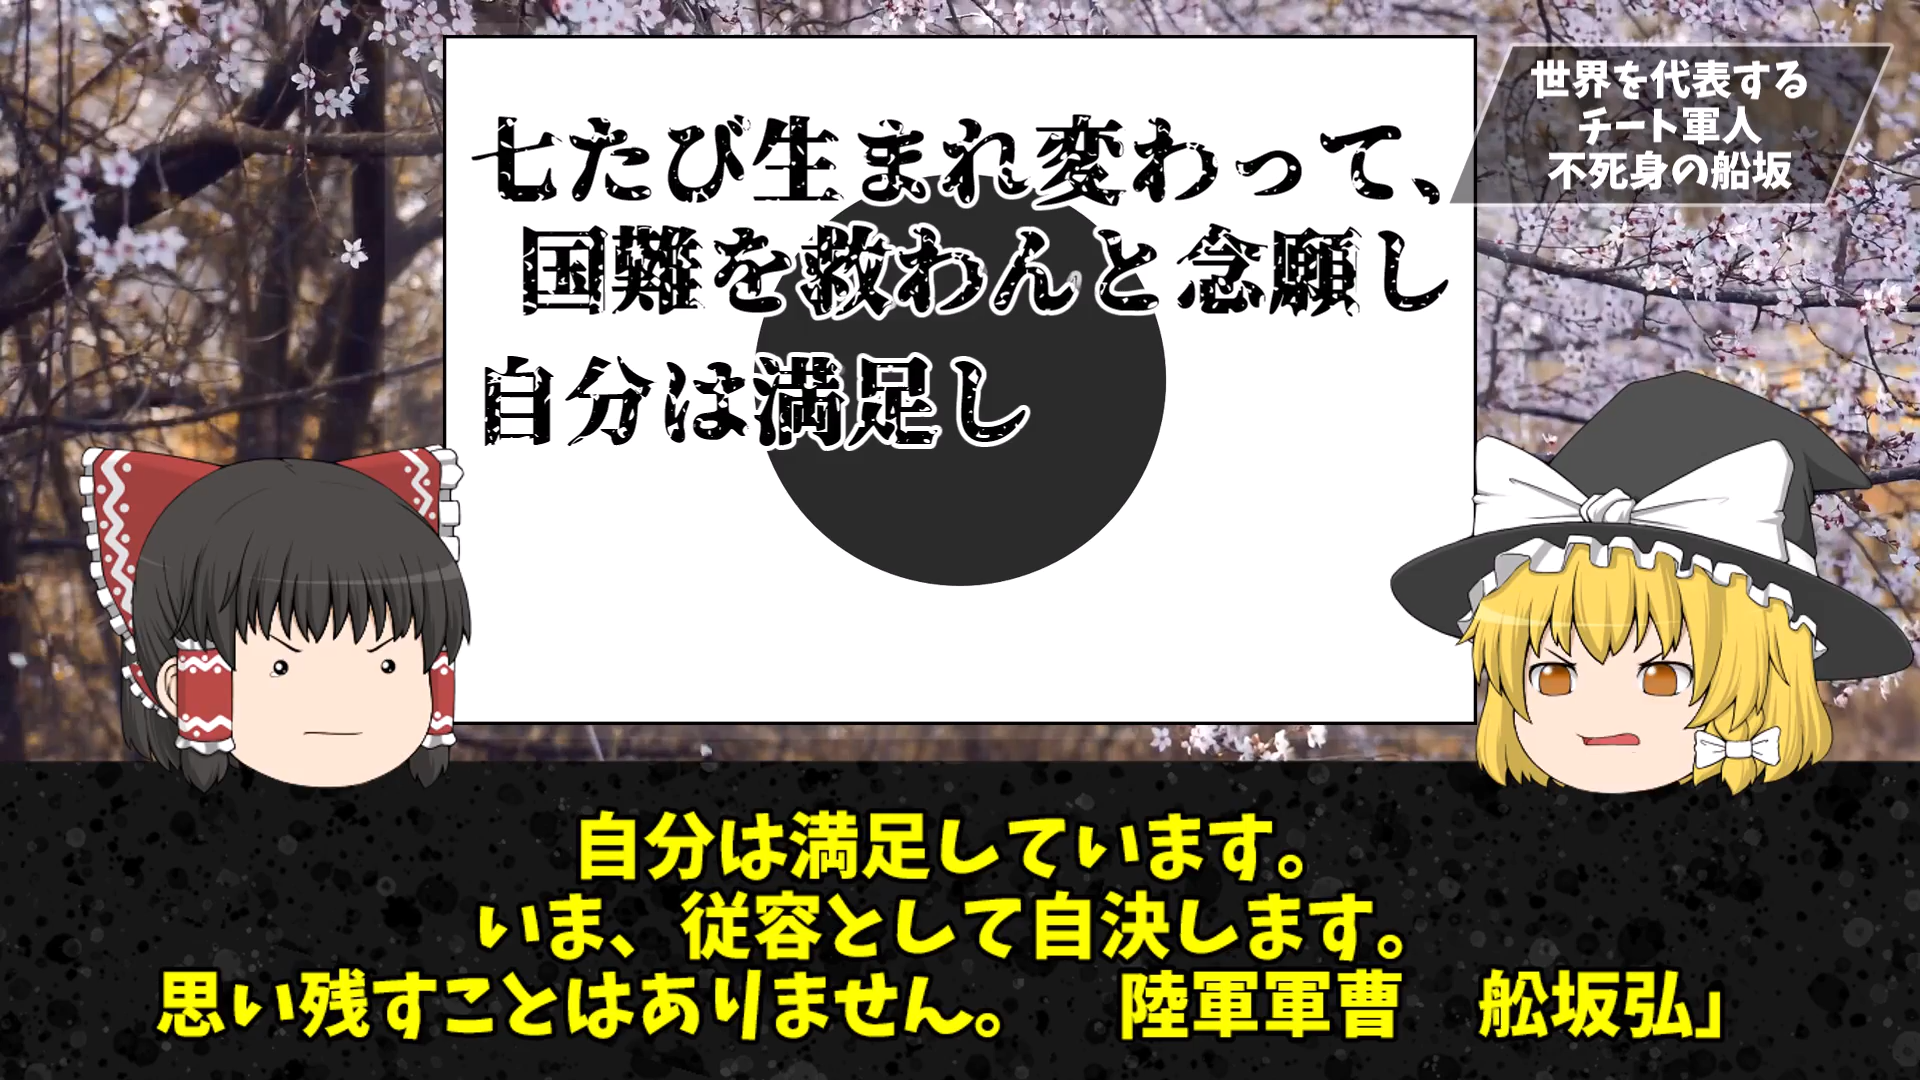 七たび生まれ変わって、
国難を救わんと念願し
自分は満足し
世界を代表する
チート軍人
不死身の船坂
自分は満足しています。
いま、従容として自決します。
思い残すことはありません。　陸軍軍曹　舩坂弘」